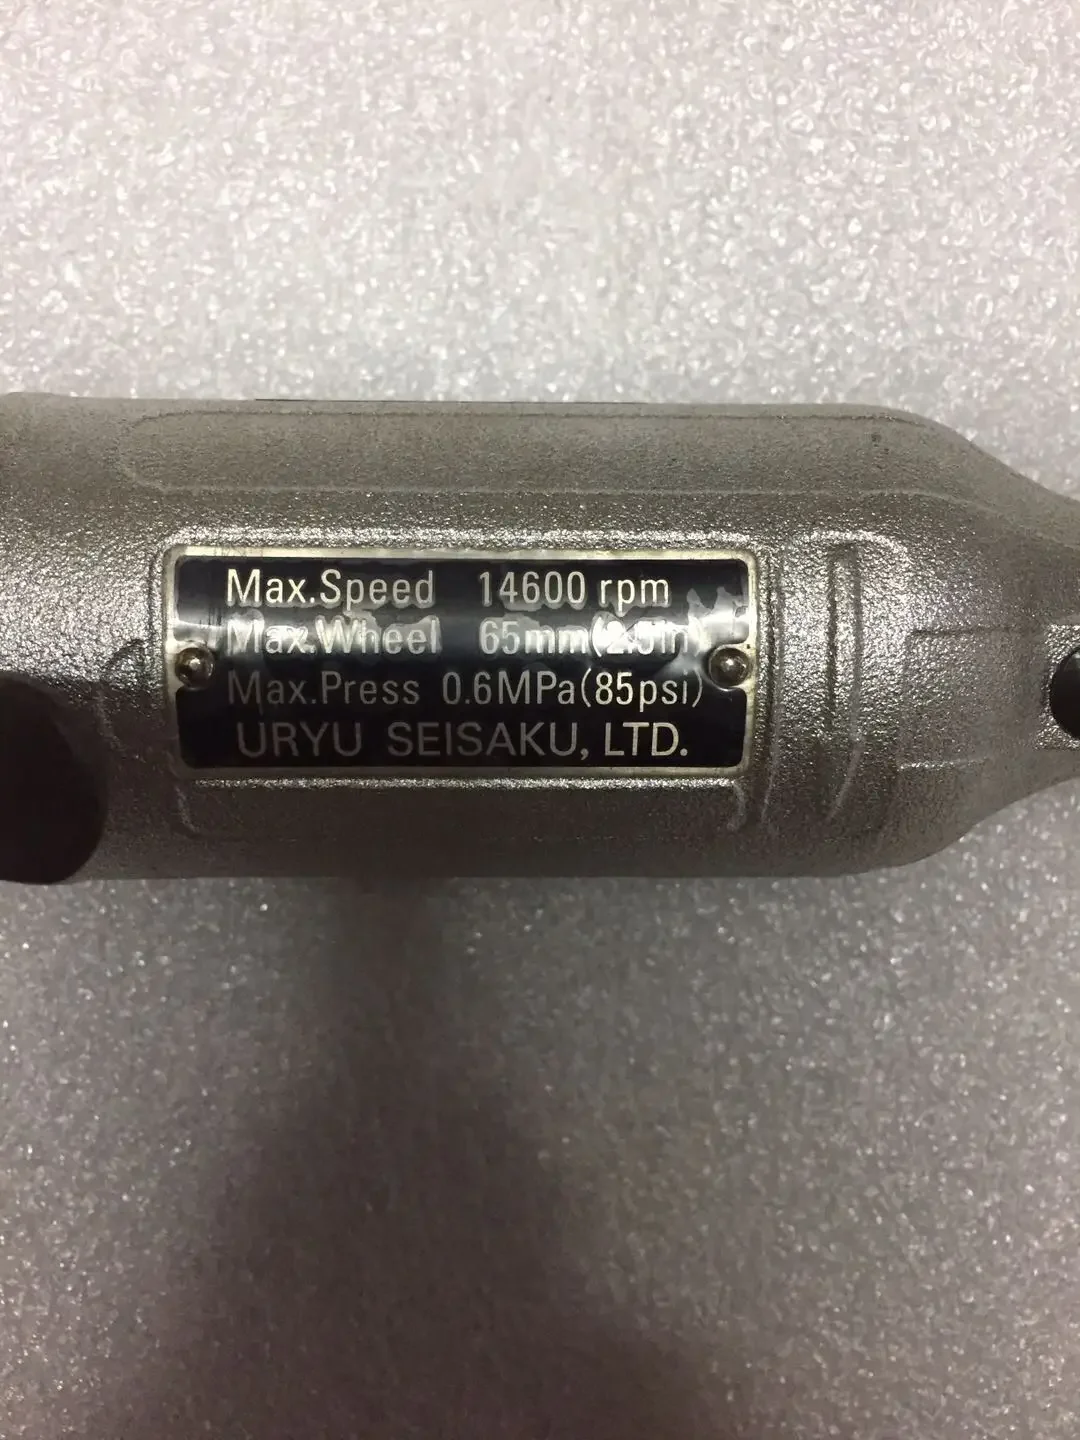 Max.Speed 14600 rpm
Max.Wheel 65mm(2.5in)
Max.Press 0.6MPa(85psi)
URYU SEISAKU, LTD.